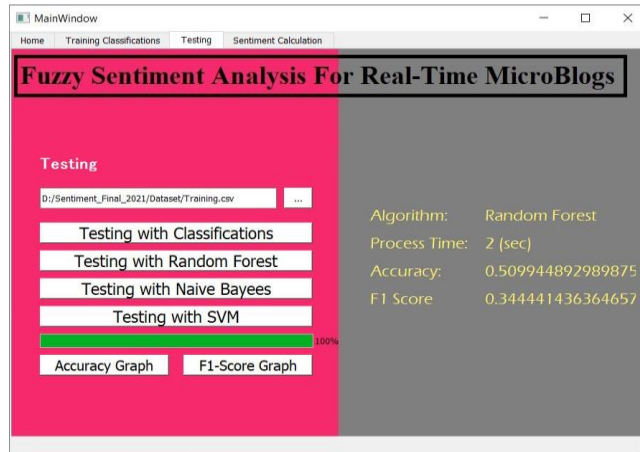 MainWindow
Home Training Classifications Testing Sentiment Calculation
Fuzzy Sentiment Analysis For Real-Time MicroBlogs
Testing
D:/Sentiment_Final_2021/Dataset/Training.csv ...
Testing with Classifications
Testing with Random Forest
Testing with Naive Bayees
Testing with SVM
100%
Accuracy Graph F1-Score Graph
Algorithm: Random Forest
Process Time: 2 (sec)
Accuracy: 0.509944892989875
F1 Score 0.344441436364657